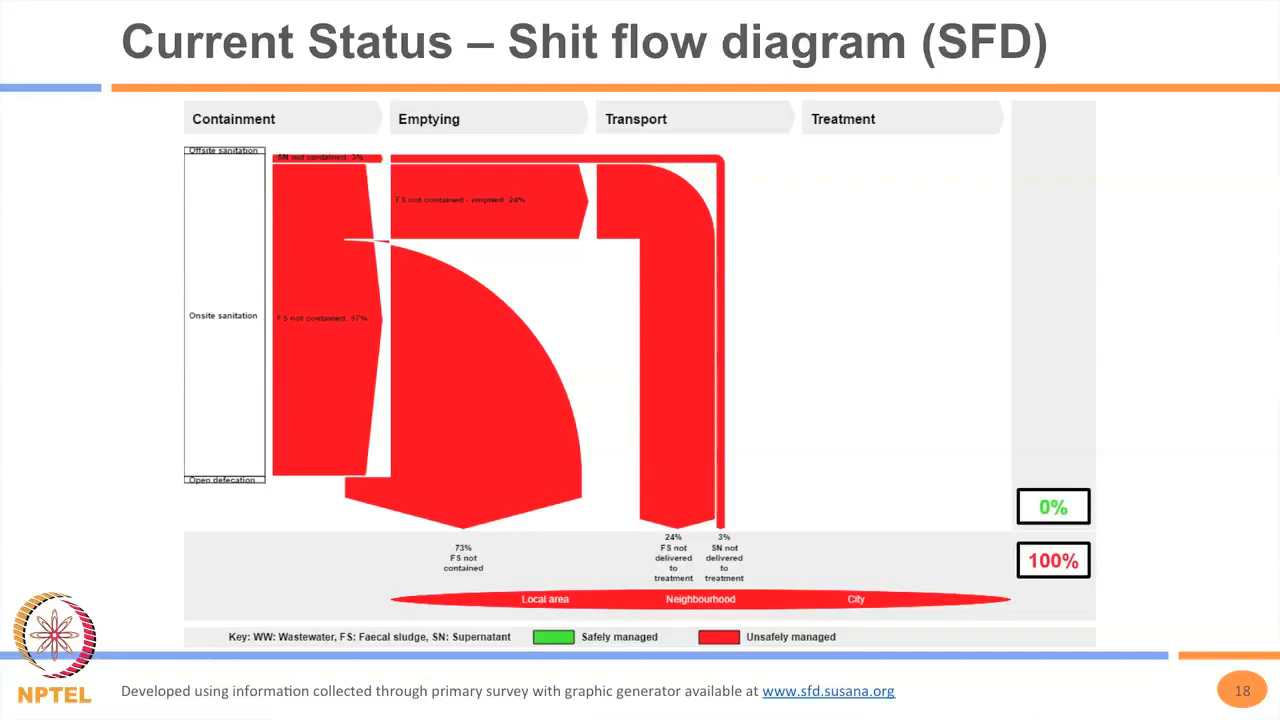 Current Status – Shit flow diagram (SFD)
Containment
Emptying
Transport
Treatment
Offsite sanitation
SN not contained: 3%
FS not contained - emptied: 24%
Onsite sanitation
FS not contained: 97%
Open defecation
0%
100%
73%
FS not
contained
24%
FS not
delivered
to
treatment
3%
SN not
delivered
to
treatment
Local area
Neighbourhood
City
Key: WW: Wastewater, FS: Faecal sludge, SN: Supernatant
Safely managed
Unsafely managed
NPTEL
Developed using information collected through primary survey with graphic generator available at www.sfd.susana.org
18